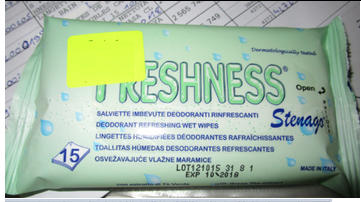 Dermatologically Tested
FRESHNESS®
Open
SALVIETTE IMBEVUTE DEODORANTI RINFRESCANTI
DEODORANT REFRESHING WET WIPES
Stenago
LINGETTES HUMIDIFIÉES DÉODORANTES RAFRAÎCHISSANTES
TOALLITAS HÚMEDAS DESODORANTES REFRESCANTES
OSVEŽAVAJUĆE VLAŽNE MARAMICE
15
LOT121015 31 8 1
EXP 10-2018
MADE IN ITALY